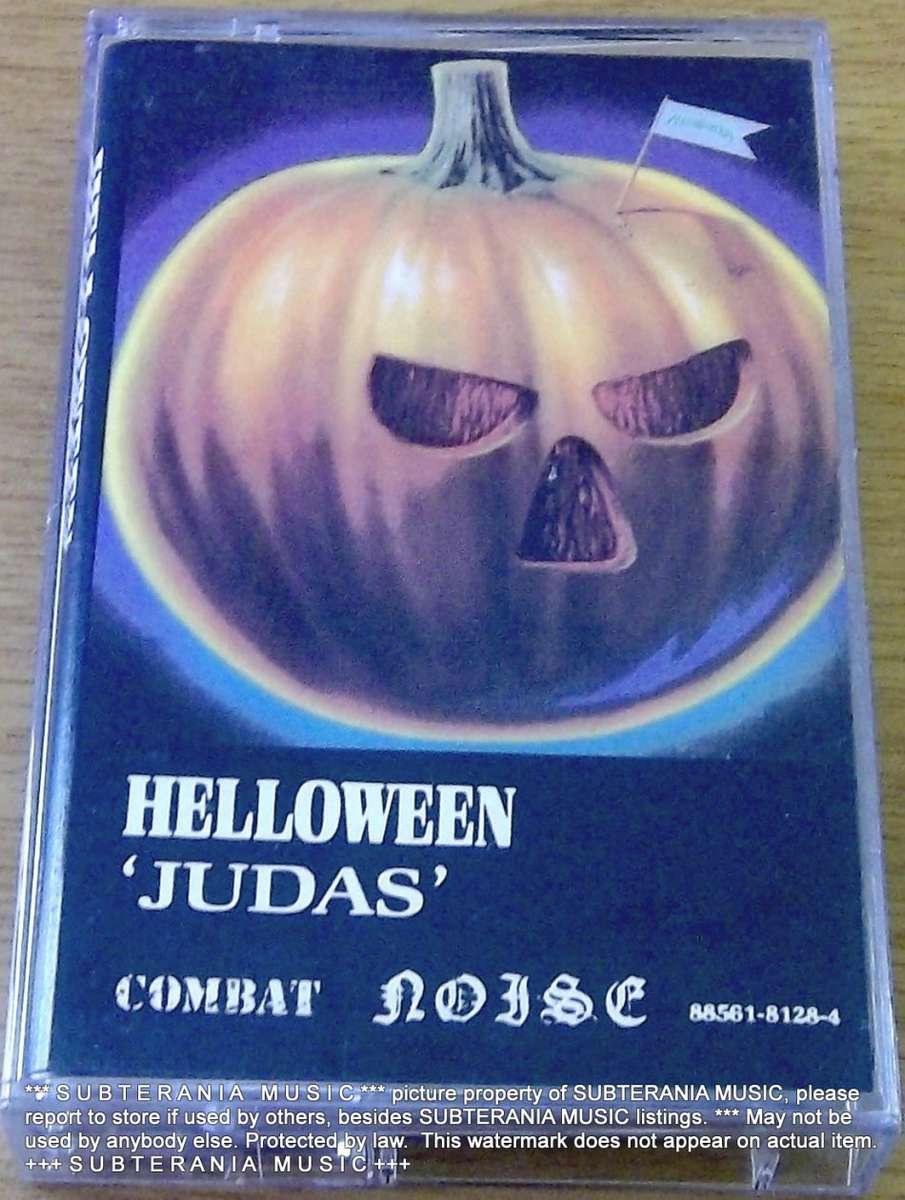 HELLOWEEN
‘JUDAS’
COMBAT NOISE 88561-8128-4
*** S U B T E R A N I A M U S I C *** picture property of SUBTERANIA MUSIC, please
report to store if used by others, besides SUBTERANIA MUSIC listings. *** May not be
used by anybody else. Protected by law. This watermark does not appear on actual item.
+++ S U B T E R A N I A M U S I C +++